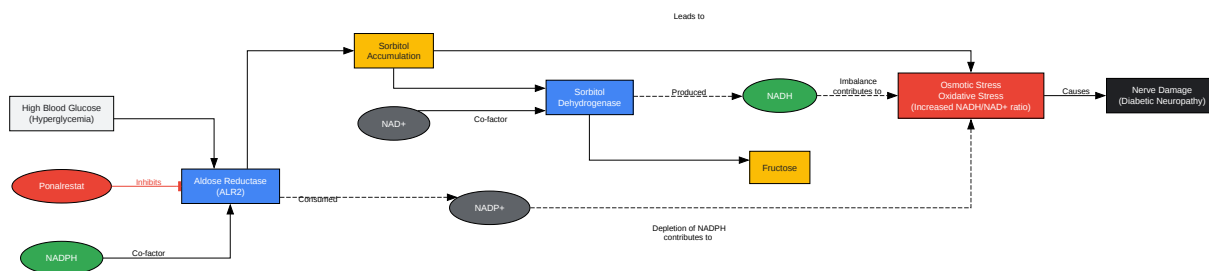 Leads to
Sorbitol
Accumulation
High Blood Glucose
(Hyperglycemia)
NAD+
Co-factor
Sorbitol
Dehydrogenase
Produced
NADH
Imbalance
contributes to
Osmotic Stress
Oxidative Stress
(Increased NADH/NAD+ ratio)
Causes
Nerve Damage
(Diabetic Neuropathy)
Fructose
Ponalrestat
Inhibits
Aldose Reductase
(ALR2)
Consumed
NADP+
Depletion of NADPH
contributes to
NADPH
Co-factor